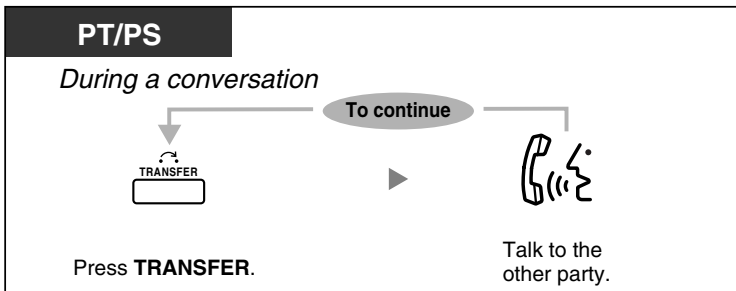 PT/PS
During a conversation
To continue
TRANSFER
Press TRANSFER.
Talk to the
other party.